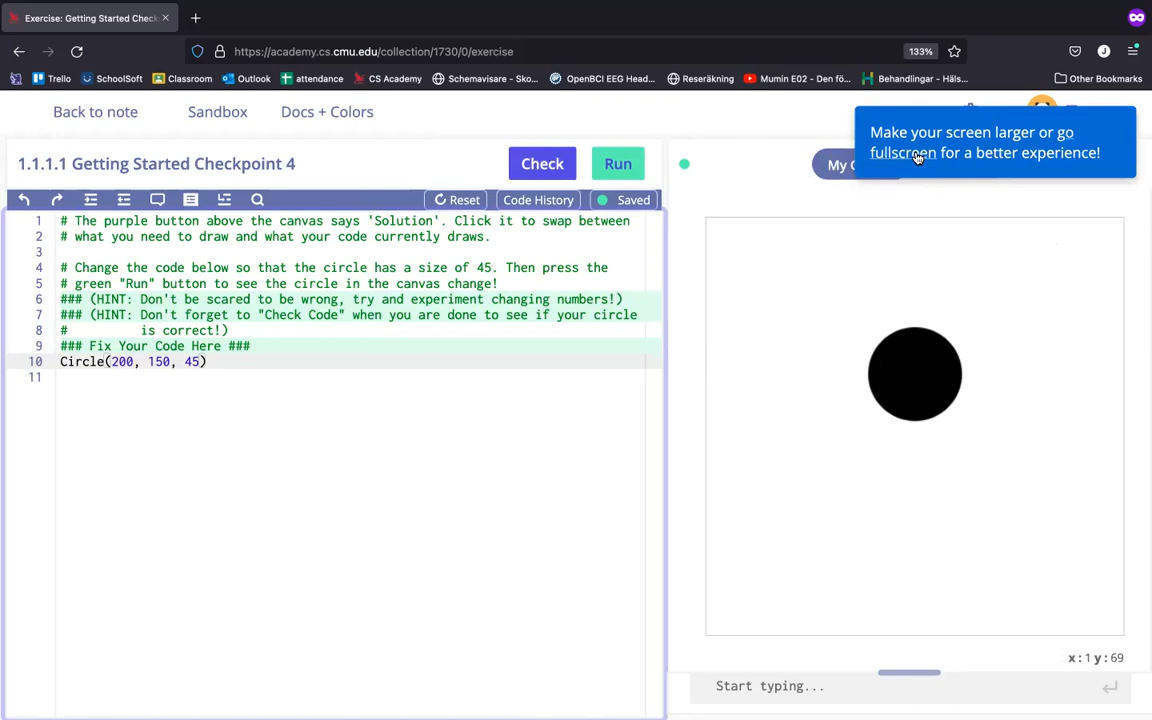 Exercise: Getting Started Check
https://academy.cs.cmu.edu/collection/1730/0/exercise
133%
J
Trello
SchoolSoft
Classroom
Outlook
attendance
CS Academy
Schemavisare - Sko...
OpenBCI EEG Head...
Reseräkning
Mumin E02 - Den fö...
Behandlingar - Häls...
Other Bookmarks
Back to note
Sandbox
Docs + Colors
Make your screen larger or go
fullscreen for a better experience!
1.1.1.1 Getting Started Checkpoint 4
Check
Run
My
Reset
Code History
Saved
1 # The purple button above the canvas says 'Solution'. Click it to swap between
2 # what you need to draw and what your code currently draws.
3
4 # Change the code below so that the circle has a size of 45. Then press the
5 # green "Run" button to see the circle in the canvas change!
6 ### (HINT: Don't be scared to be wrong, try and experiment changing numbers!)
7 ### (HINT: Don't forget to "Check Code" when you are done to see if your circle
8 # is correct!)
9 ### Fix Your Code Here ###
10 Circle(200, 150, 45)
11
x: 1 y: 69
Start typing...